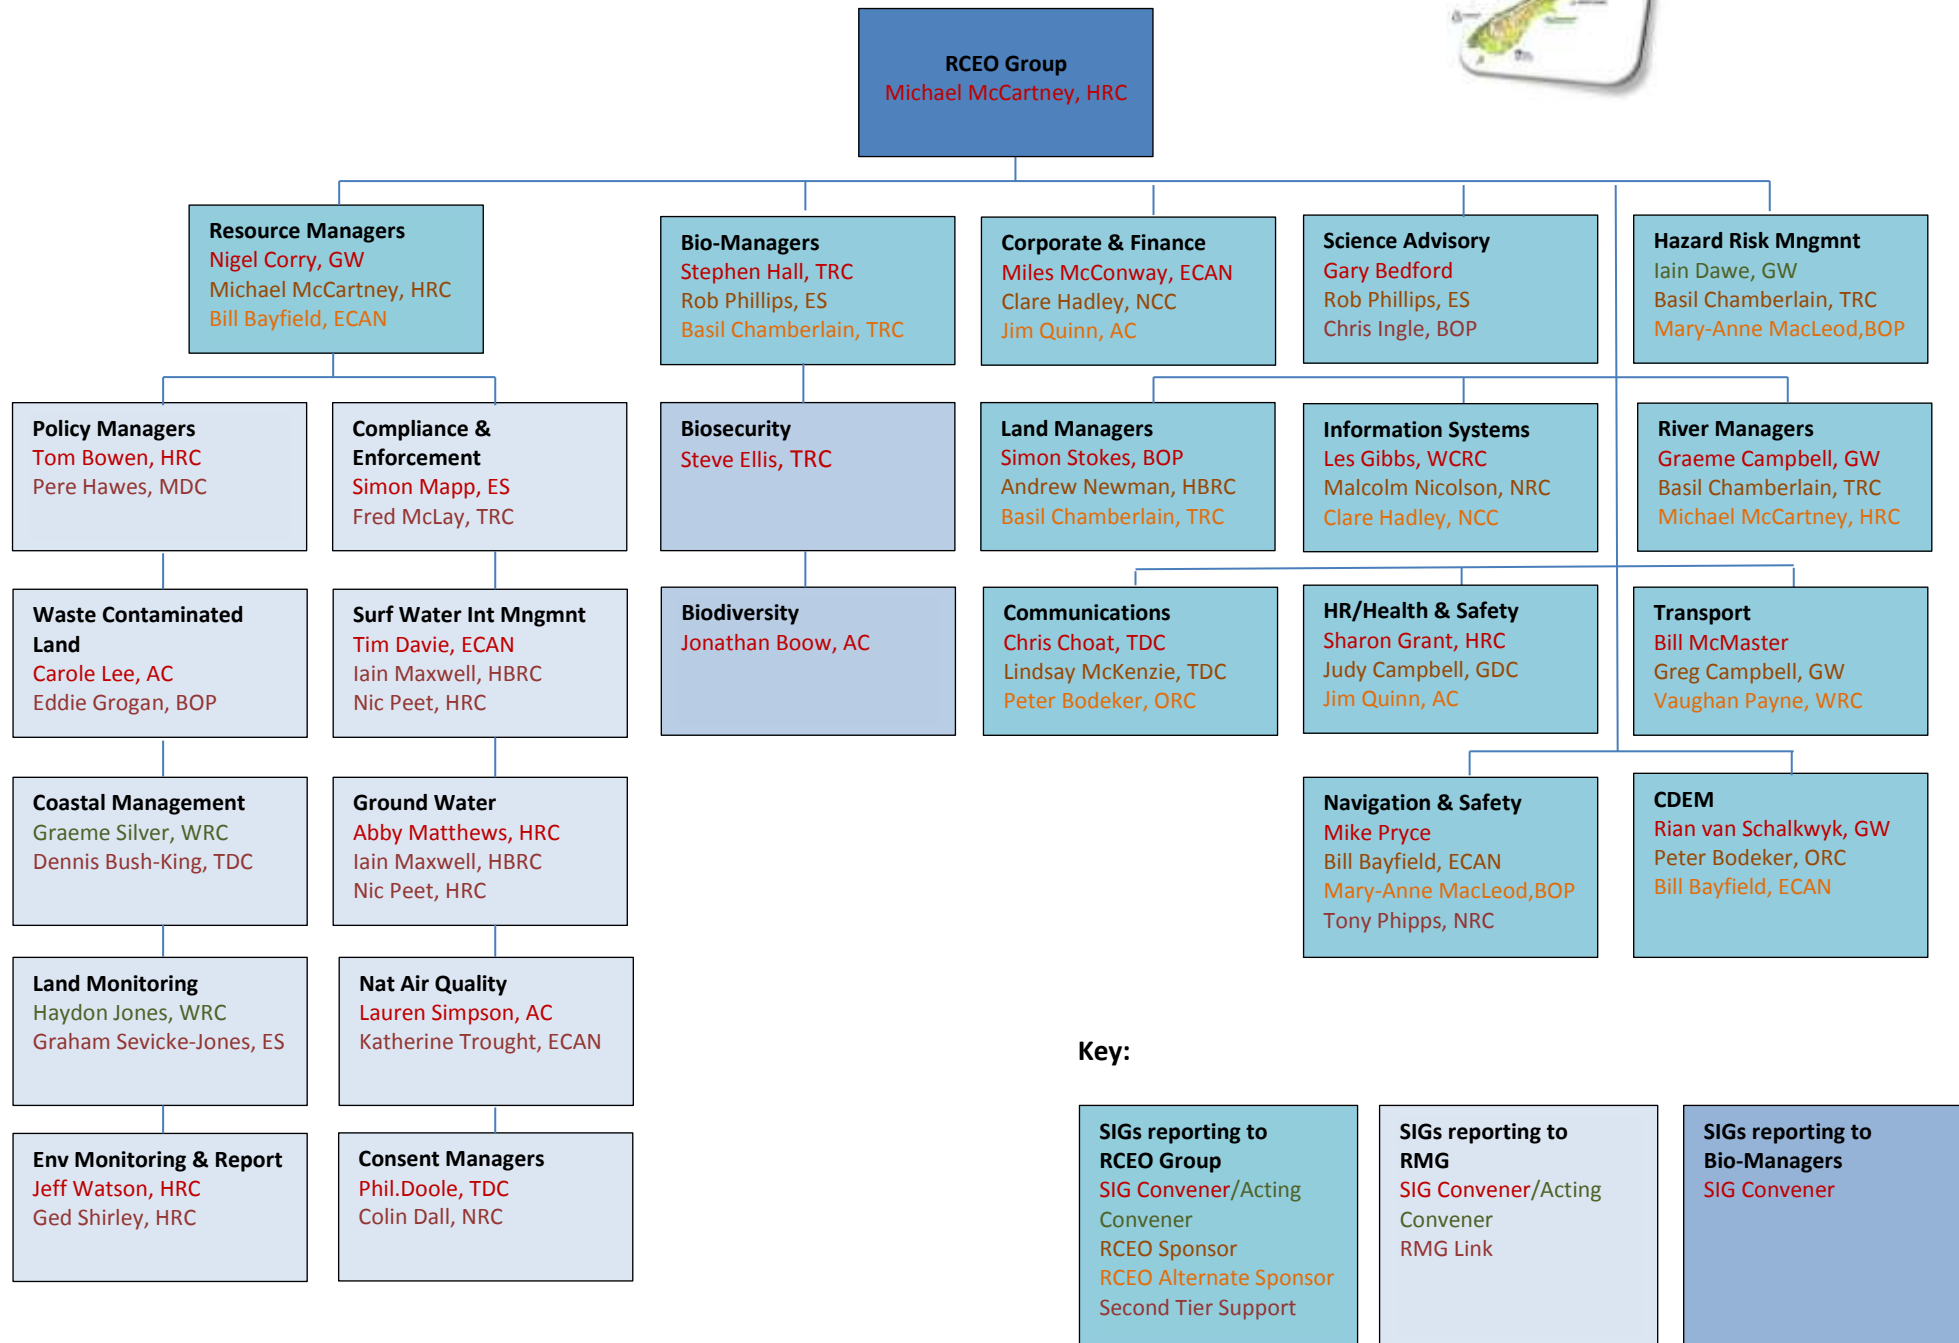 RCEO Group
Michael McCartney, HRC
Resource Managers
Nigel Corry, GW
Michael McCartney, HRC
Bill Bayfield, ECAN
Bio-Managers
Stephen Hall, TRC
Rob Phillips, ES
Basil Chamberlain, TRC
Corporate & Finance
Miles McConway, ECAN
Clare Hadley, NCC
Jim Quinn, AC
Science Advisory
Gary Bedford
Rob Phillips, ES
Chris Ingle, BOP
Hazard Risk Mngmnt
Iain Dawe, GW
Basil Chamberlain, TRC
Mary-Anne MacLeod,BOP
Policy Managers
Tom Bowen, HRC
Pere Hawes, MDC
Compliance &
Enforcement
Simon Mapp, ES
Fred McLay, TRC
Biosecurity
Steve Ellis, TRC
Land Managers
Simon Stokes, BOP
Andrew Newman, HBRC
Basil Chamberlain, TRC
Information Systems
Les Gibbs, WCRC
Malcolm Nicolson, NRC
Clare Hadley, NCC
River Managers
Graeme Campbell, GW
Basil Chamberlain, TRC
Michael McCartney, HRC
Waste Contaminated
Land
Carole Lee, AC
Eddie Grogan, BOP
Surf Water Int Mngmnt
Tim Davie, ECAN
Iain Maxwell, HBRC
Nic Peet, HRC
Biodiversity
Jonathan Boow, AC
Communications
Chris Choat, TDC
Lindsay McKenzie, TDC
Peter Bodeker, ORC
HR/Health & Safety
Sharon Grant, HRC
Judy Campbell, GDC
Jim Quinn, AC
Transport
Bill McMaster
Greg Campbell, GW
Vaughan Payne, WRC
Coastal Management
Graeme Silver, WRC
Dennis Bush-King, TDC
Ground Water
Abby Matthews, HRC
Iain Maxwell, HBRC
Nic Peet, HRC
Navigation & Safety
Mike Pryce
Bill Bayfield, ECAN
Mary-Anne MacLeod,BOP
Tony Phipps, NRC
CDEM
Rian van Schalkwyk, GW
Peter Bodeker, ORC
Bill Bayfield, ECAN
Land Monitoring
Haydon Jones, WRC
Graham Sevicke-Jones, ES
Nat Air Quality
Lauren Simpson, AC
Katherine Trought, ECAN
Env Monitoring & Report
Jeff Watson, HRC
Ged Shirley, HRC
Consent Managers
Phil.Doole, TDC
Colin Dall, NRC
Key:
SIGs reporting to
RCEO Group
SIG Convener/Acting
Convener
RCEO Sponsor
RCEO Alternate Sponsor
Second Tier Support
SIGs reporting to
RMG
SIG Convener/Acting
Convener
RMG Link
SIGs reporting to
Bio-Managers
SIG Convener